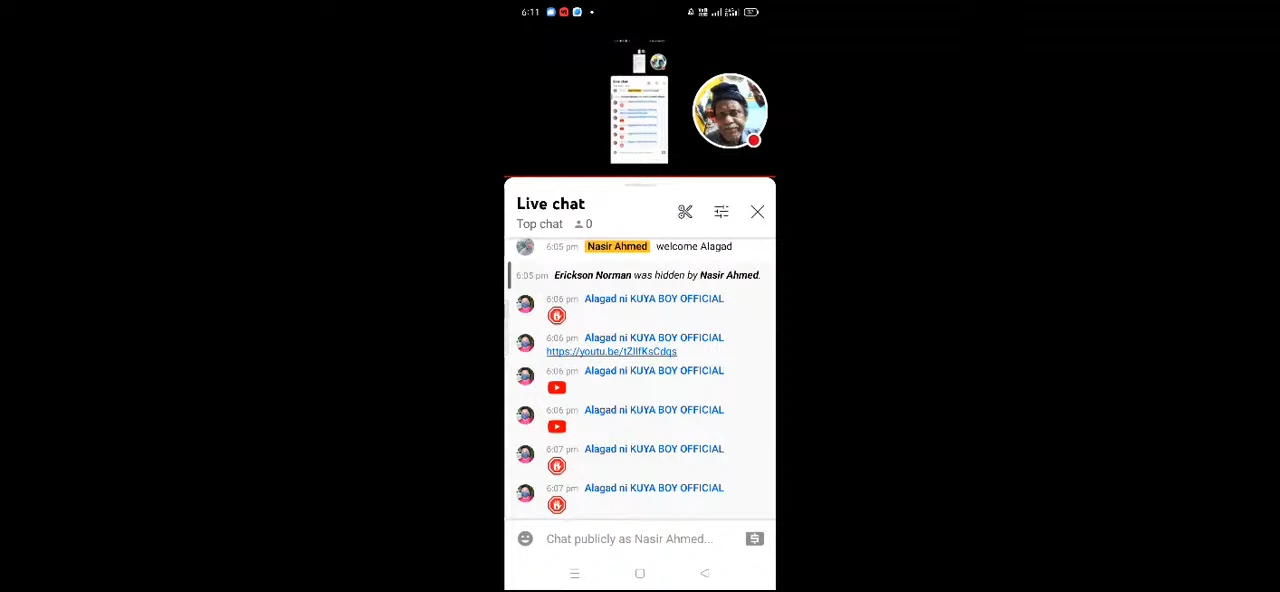 6:11
Live chat
Top chat 0
6:05 pm Nasir Ahmed welcome Alagad
6:05 pm Erickson Norman was hidden by Nasir Ahmed.
6:06 pm Alagad ni KUYA BOY OFFICIAL
6:06 pm Alagad ni KUYA BOY OFFICIAL
6:06 pm Alagad ni KUYA BOY OFFICIAL
6:06 pm Alagad ni KUYA BOY OFFICIAL
6:07 pm Alagad ni KUYA BOY OFFICIAL
6:07 pm Alagad ni KUYA BOY OFFICIAL
Chat publicly as Nasir Ahmed...